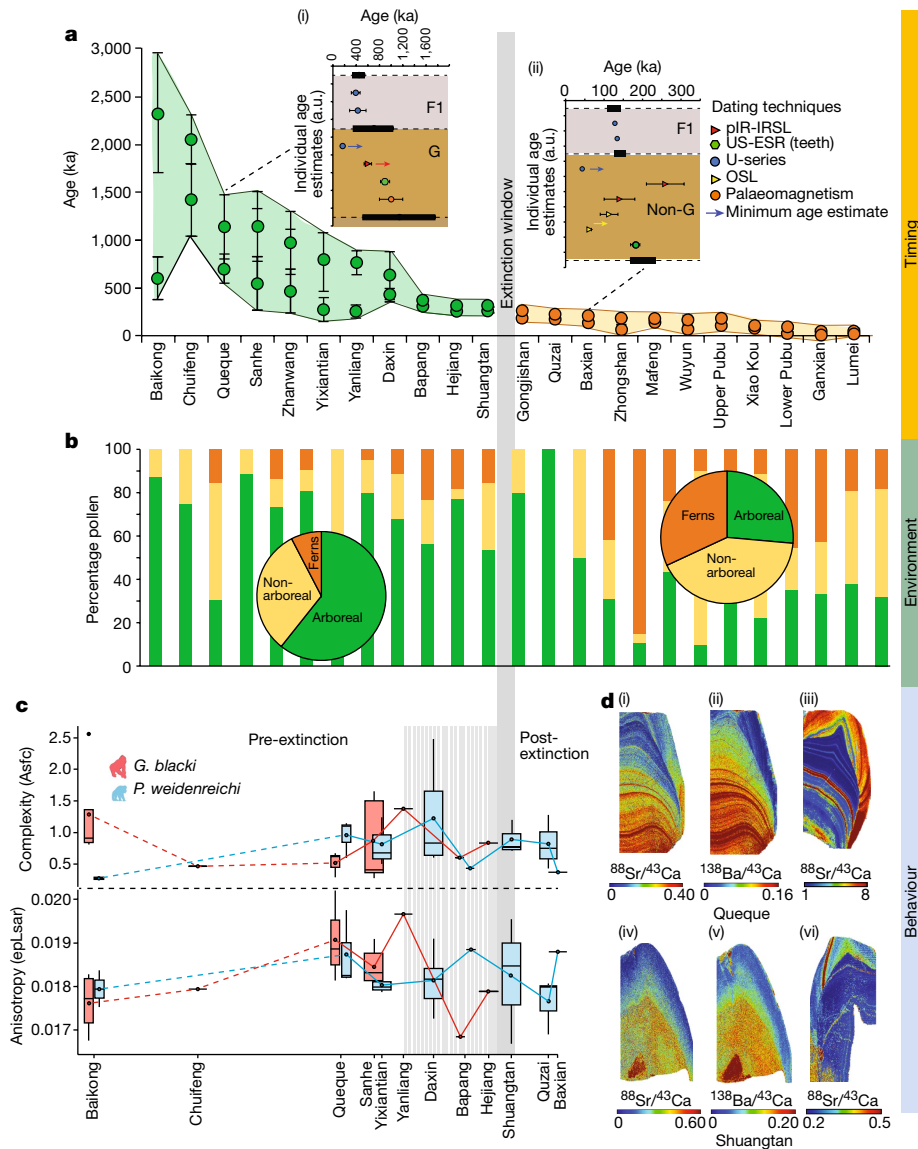 a
(i)
Age (ka)
0
400
800
1,200
1,600
Individual age
estimates (a.u.)
F1
G
3,000
2,500
2,000
1,500
1,000
500
0
Age (ka)
Extinction window
(ii)
Age (ka)
0
100
200
300
Individual age
estimates (a.u.)
F1
Non-G
Dating techniques
pIR-IRSL
US-ESR (teeth)
U-series
OSL
Palaeomagnetism
Minimum age estimate
Timing
Baikong
Chuifeng
Queque
Sanhe
Zhanwang
Yixiantian
Yanliang
Daxin
Bapang
Hejiang
Shuangtan
Gongjishan
Quzai
Baxian
Zhongshan
Mafeng
Wuyun
Upper Pubu
Xiao Kou
Lower Pubu
Ganxian
Lumei
b
100
80
60
40
20
0
Percentage pollen
Ferns
Non-
arboreal
Arboreal
Ferns
Arboreal
Non-
arboreal
Environment
c
Pre-extinction
Post-
extinction
G. blacki
P. weidenreichi
Complexity (Asfc)
2.5
2.0
1.5
1.0
0.5
Anisotropy (epLsar)
0.020
0.019
0.018
0.017
Baikong
Chuifeng
Queque
Sanhe
Yixiantian
Yanliang
Daxin
Bapang
Hejiang
Shuangtan
Quzai
Baxian
d
(i)
(ii)
(iii)
88Sr/43Ca
0 0.40
138Ba/43Ca
0 0.16
88Sr/43Ca
1 8
Queque
(iv)
(v)
(vi)
88Sr/43Ca
0 0.60
138Ba/43Ca
0 0.20
88Sr/43Ca
0.2 0.5
Shuangtan
Behaviour